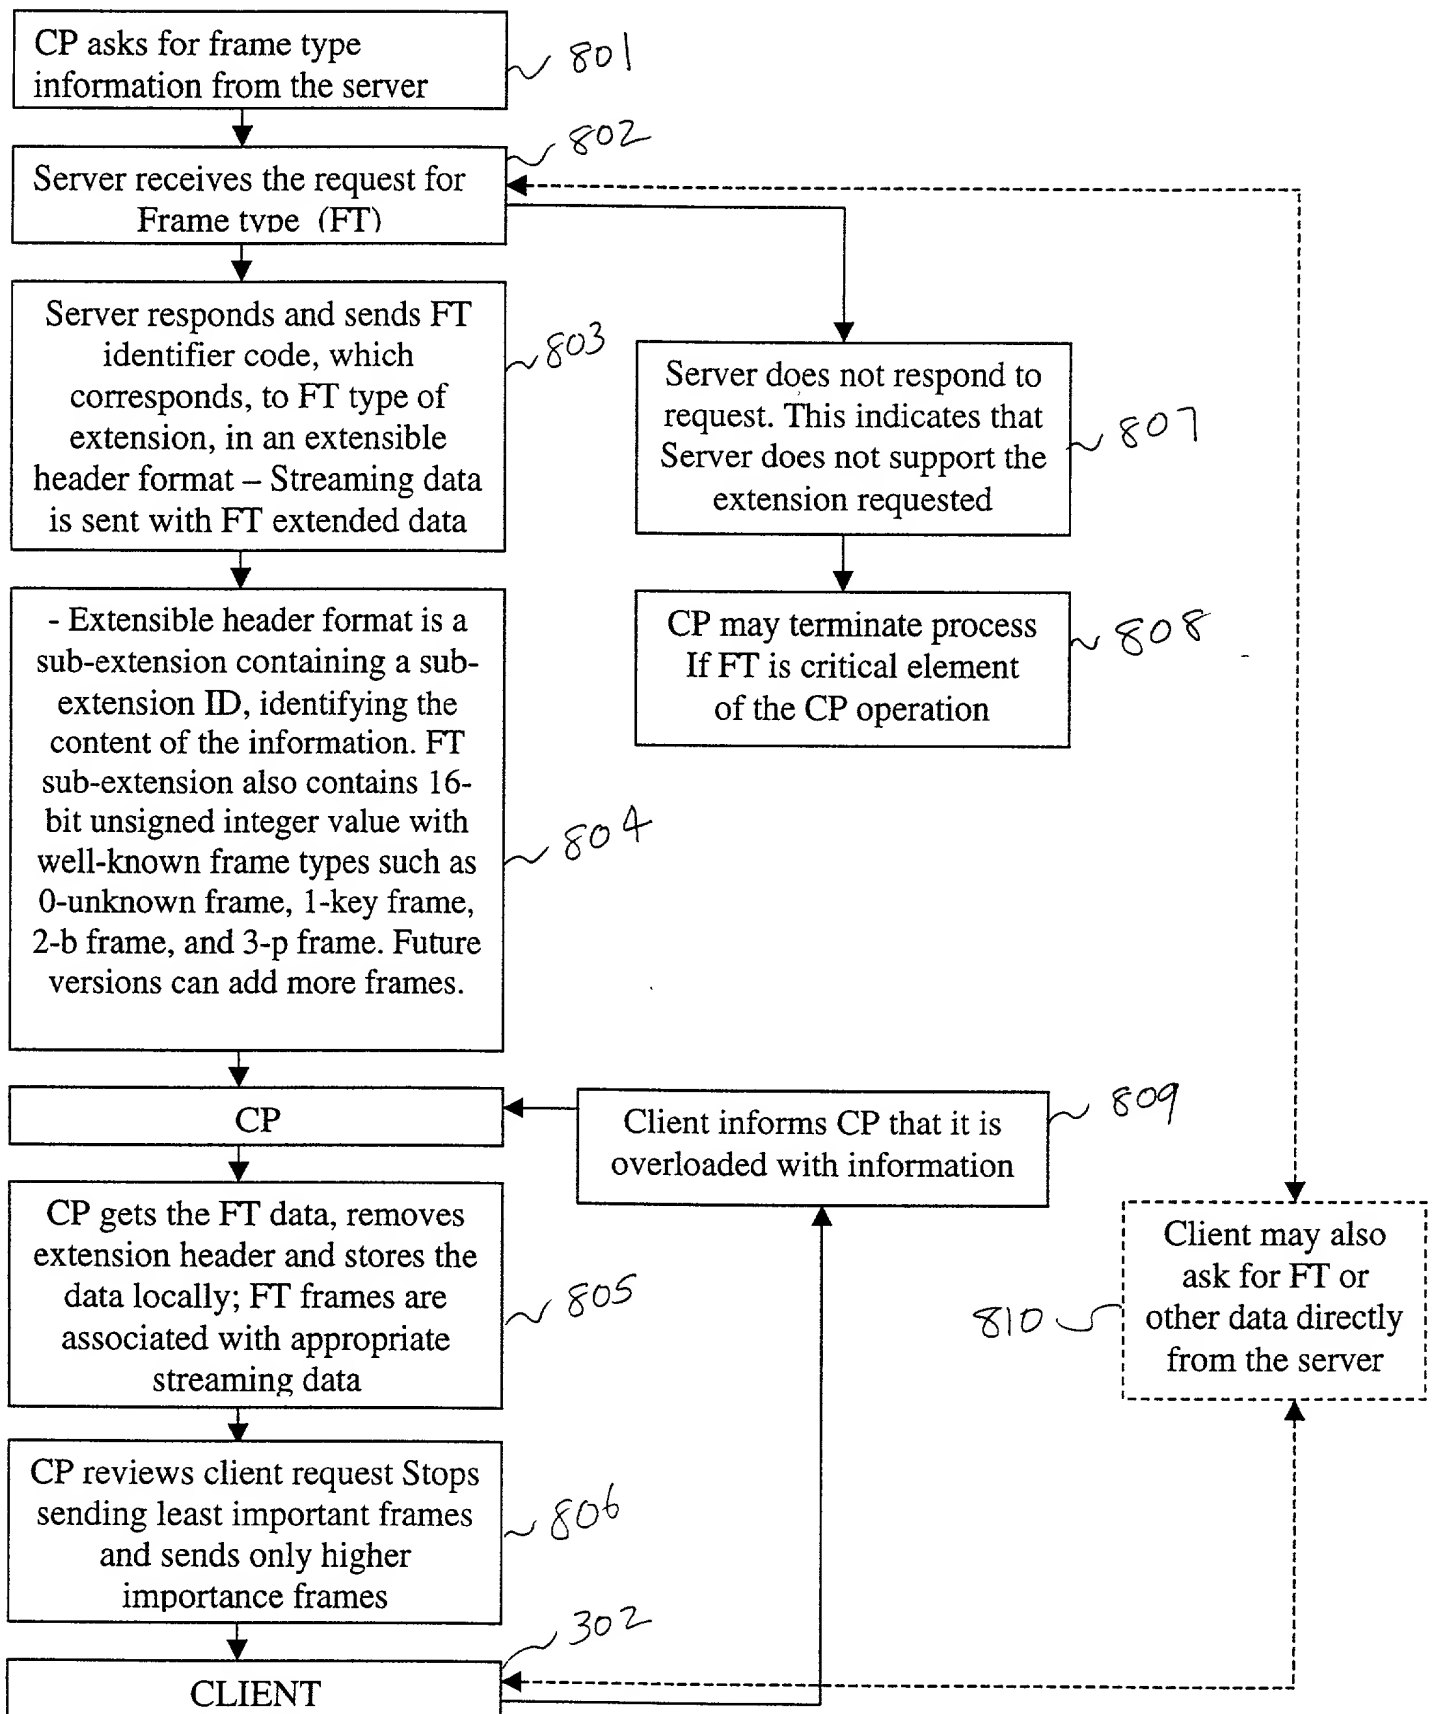 CP asks for frame type
information from the server
801
802
Server receives the request for
Frame type (FT)
Server responds and sends FT
identifier code, which
corresponds, to FT type of
extension, in an extensible
header format – Streaming data
is sent with FT extended data
803
Server does not respond to
request. This indicates that
Server does not support the
extension requested
807
- Extensible header format is a
sub-extension containing a sub-
extension ID, identifying the
content of the information. FT
sub-extension also contains 16-
bit unsigned integer value with
well-known frame types such as
0-unknown frame, 1-key frame,
2-b frame, and 3-p frame. Future
versions can add more frames.
804
CP may terminate process
If FT is critical element
of the CP operation
808
CP
Client informs CP that it is
overloaded with information
809
CP gets the FT data, removes
extension header and stores the
data locally; FT frames are
associated with appropriate
streaming data
805
Client may also
ask for FT or
other data directly
from the server
810
CP reviews client request Stops
sending least important frames
and sends only higher
importance frames
806
302
CLIENT